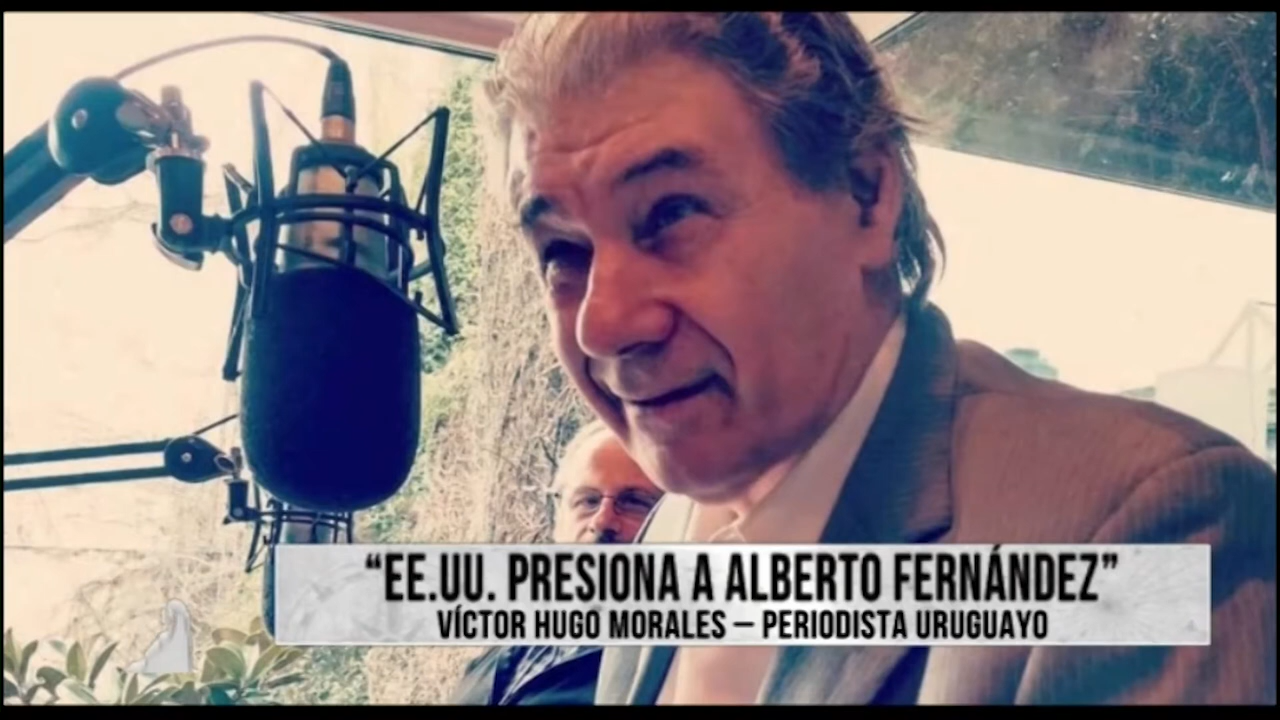 “EE.UU. PRESIONA A ALBERTO FERNÁNDEZ”
VÍCTOR HUGO MORALES – PERIODISTA URUGUAYO